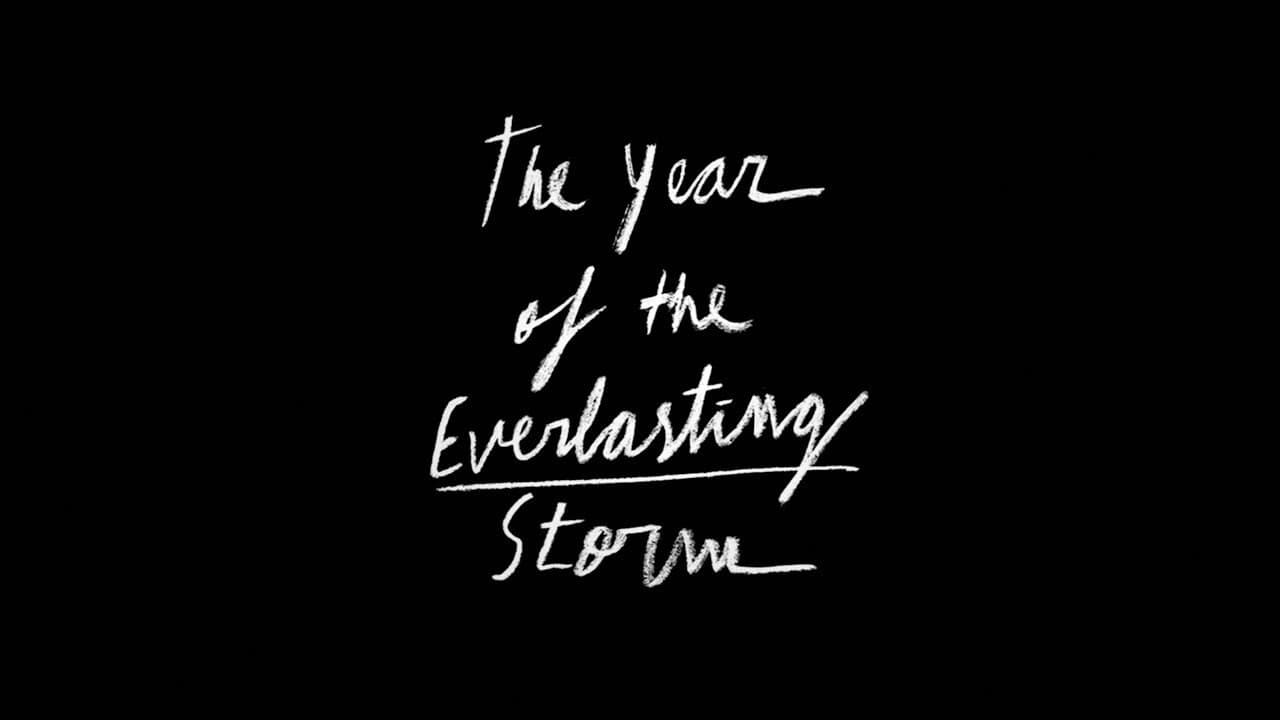 The Year
of the
Everlasting
Storm